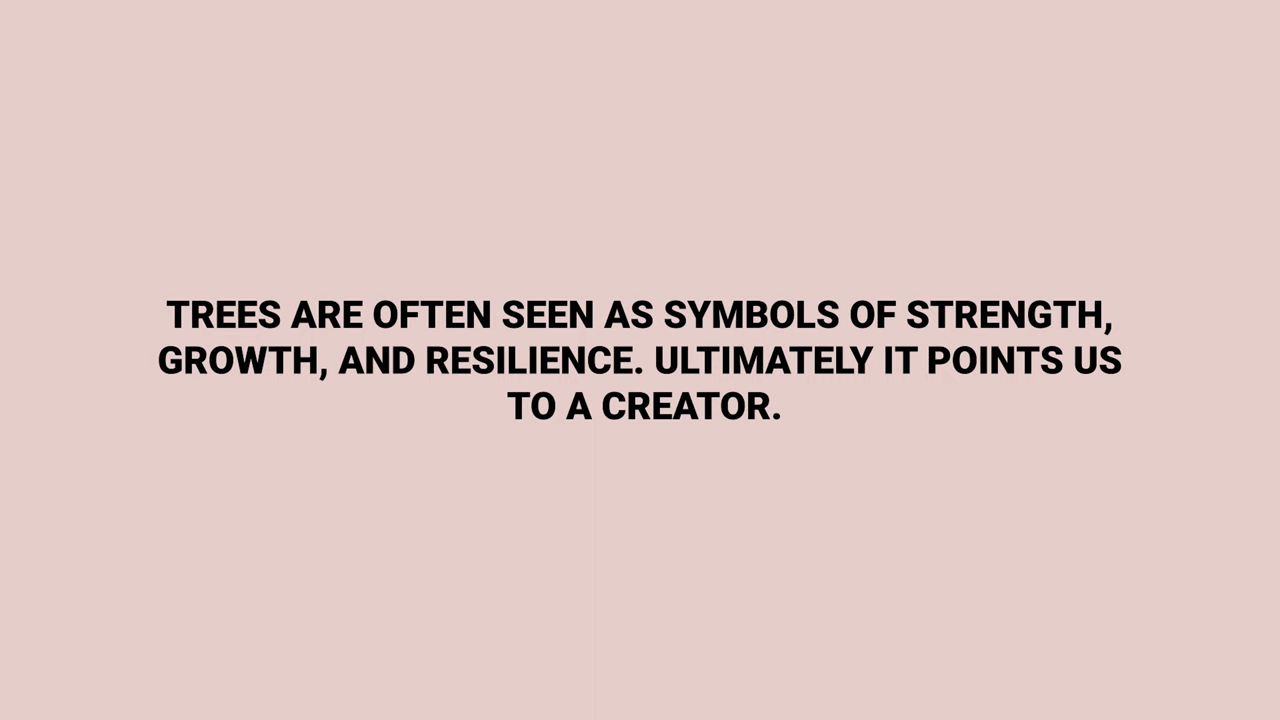 TREES ARE OFTEN SEEN AS SYMBOLS OF STRENGTH,
GROWTH, AND RESILIENCE. ULTIMATELY IT POINTS US
TO A CREATOR.